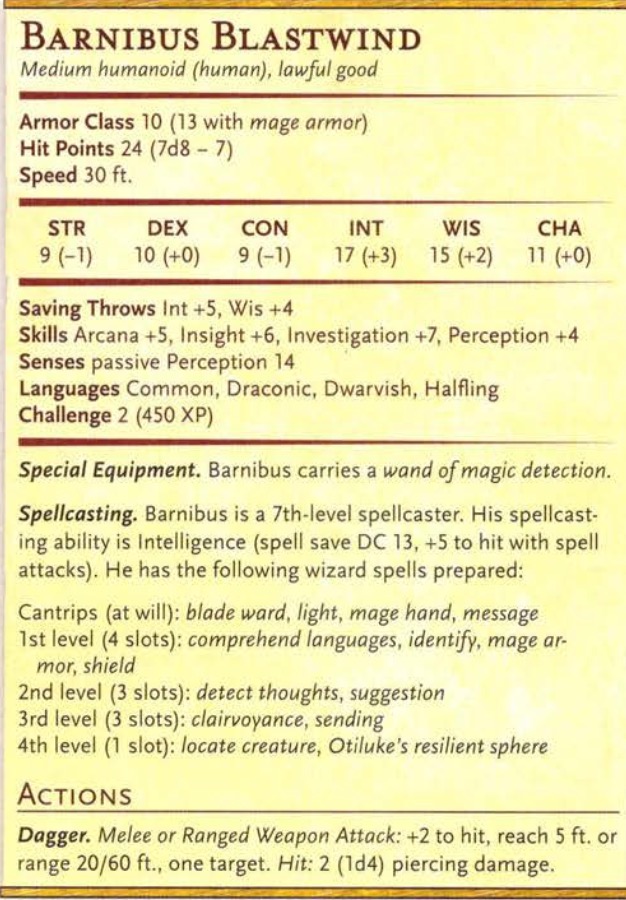 BARNIBUS BLASTWIND
Medium humanoid (human), lawful good
Armor Class 10 (13 with mage armor)
Hit Points 24 (7d8 – 7)
Speed 30 ft.
STR DEX CON INT WIS CHA
9 (–1) 10 (+0) 9 (–1) 17 (+3) 15 (+2) 11 (+0)
Saving Throws Int +5, Wis +4
Skills Arcana +5, Insight +6, Investigation +7, Perception +4
Senses passive Perception 14
Languages Common, Draconic, Dwarvish, Halfling
Challenge 2 (450 XP)
Special Equipment. Barnibus carries a wand of magic detection.
Spellcasting. Barnibus is a 7th-level spellcaster. His spellcast-
ing ability is Intelligence (spell save DC 13, +5 to hit with spell
attacks). He has the following wizard spells prepared:
Cantrips (at will): blade ward, light, mage hand, message
1st level (4 slots): comprehend languages, identify, mage ar-
mor, shield
2nd level (3 slots): detect thoughts, suggestion
3rd level (3 slots): clairvoyance, sending
4th level (1 slot): locate creature, Otiluke's resilient sphere
ACTIONS
Dagger. Melee or Ranged Weapon Attack: +2 to hit, reach 5 ft. or
range 20/60 ft., one target. Hit: 2 (1d4) piercing damage.